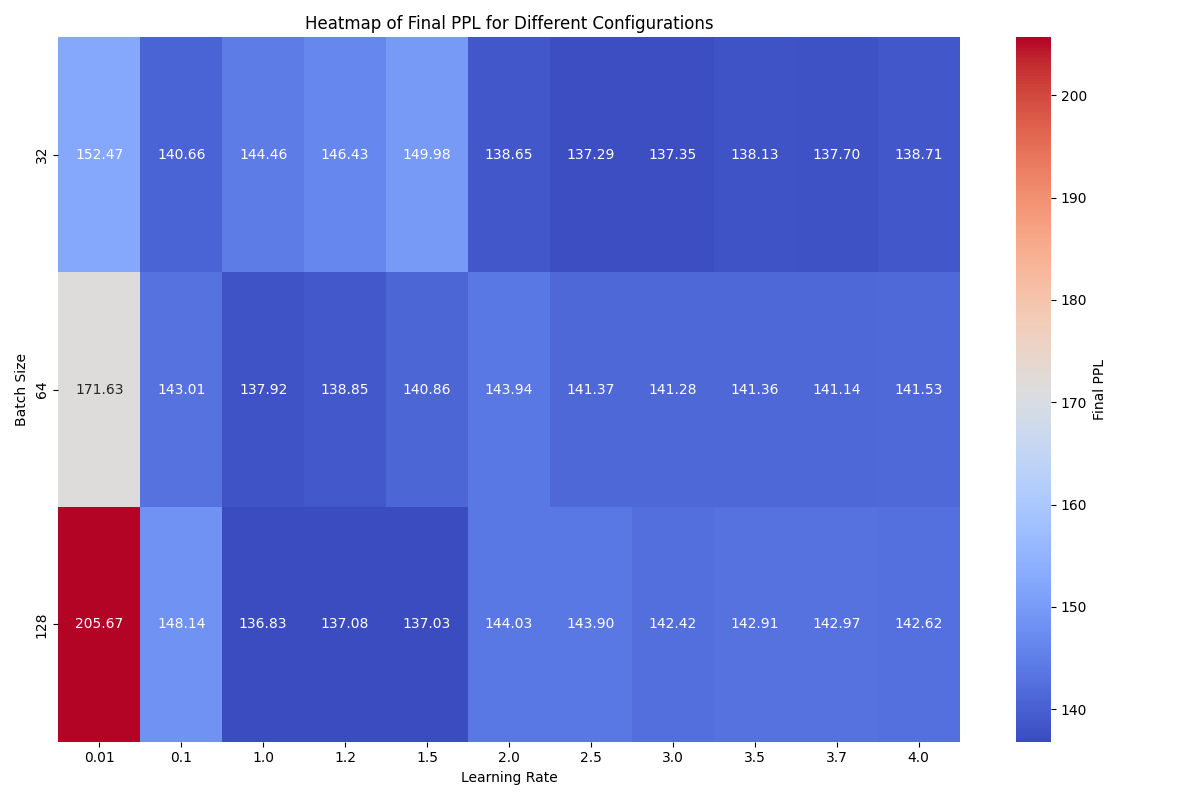 Heatmap of Final PPL for Different Configurations
32 152.47 140.66 144.46 146.43 149.98 138.65 137.29 137.35 138.13 137.70 138.71
64 171.63 143.01 137.92 138.85 140.86 143.94 141.37 141.28 141.36 141.14 141.53
128 205.67 148.14 136.83 137.08 137.03 144.03 143.90 142.42 142.91 142.97 142.62
0.01 0.1 1.0 1.2 1.5 2.0 2.5 3.0 3.5 3.7 4.0
Learning Rate
Batch Size
200
190
180
170
160
150
140
Final PPL